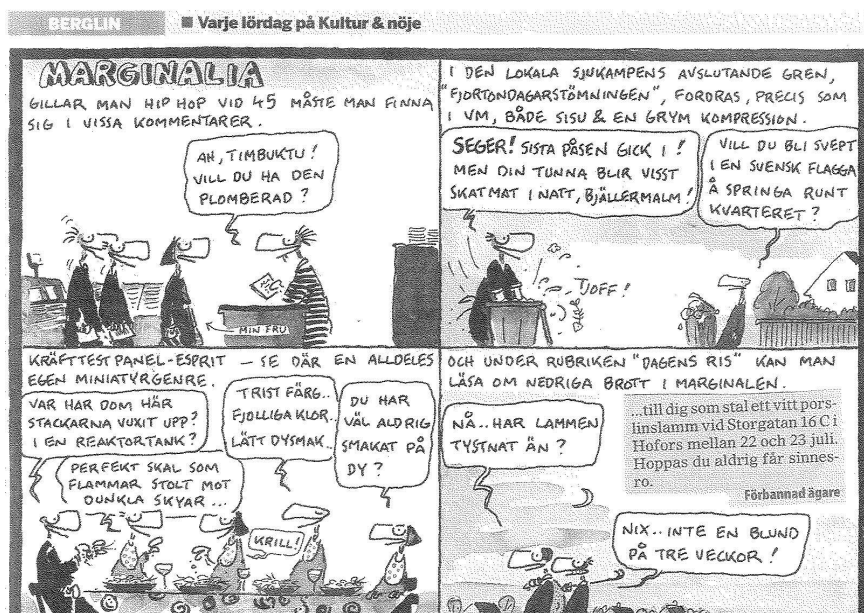 BERGLIN
■ Varje lördag på Kultur & nöje
MARGINALIA
GILLAR MAN HIP HOP VID 45 MÅSTE MAN FINNA
SIG I VISSA KOMMENTARER.
AH, TIMBUKTU!
VILL DU HA DEN
PLOMBERAD?
MIN FRU
I DEN LOKALA SJUKAMPENS AVSLUTANDE GREN,
"FJORTONDAGARSTÖMNINGEN", FORDRAS, PRECIS SOM
I VM, BÅDE SISU & EN GRYM KOMPRESSION.
SEGER! SISTA PÅSEN GICK I!
MEN DIN TUNNA BLIR VISST
SKATMAT I NATT, BJÄLLERMALM!
VILL DU BLI SVEPT
I EN SVENSK FLAGGA
Å SPRINGA RUNT
KVARTERET?
TJOFF!
KRÄFTTESTPANEL-ESPRIT – SE DÄR EN ALLDELES
EGEN MINIATYRGENRE.
VAR HAR DOM HÄR
STACKARNA VUXIT UPP?
I EN REAKTORTANK?
PERFEKT SKAL SOM
FLAMMAR STOLT MOT
DUNKLA SKYAR...
TRIST FÄRG..
FJOLLIGA KLOR..
LÄTT DYSMAK..
DU HAR
VÄL ALDRIG
SMAKAT PÅ
DY?
KRILL!
OCH UNDER RUBRIKEN "DAGENS RIS" KAN MAN
LÄSA OM NEDRIGA BROTT I MARGINALEN.
...till dig som stal ett vitt pors-
linslamm vid Storgatan 16 C i
Hofors mellan 22 och 23 juli.
Hoppas du aldrig får sinnes-
ro.
Förbannad ägare
NÅ.. HAR LAMMEN
TYSTNAT ÄN?
NIX.. INTE EN BLUND
PÅ TRE VECKOR!